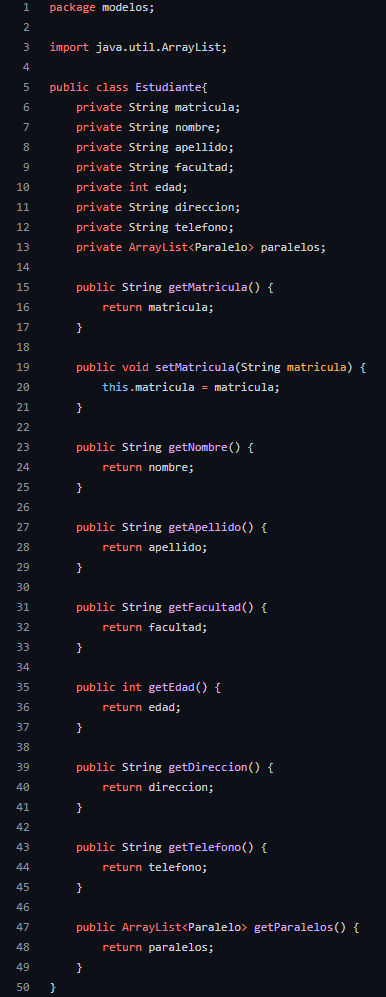 1 package modelos;
2
3 import java.util.ArrayList;
4
5 public class Estudiante{
6     private String matricula;
7     private String nombre;
8     private String apellido;
9     private String facultad;
10     private int edad;
11     private String direccion;
12     private String telefono;
13     private ArrayList<Paralelo> paralelos;
14
15     public String getMatricula() {
16         return matricula;
17     }
18
19     public void setMatricula(String matricula) {
20         this.matricula = matricula;
21     }
22
23     public String getNombre() {
24         return nombre;
25     }
26
27     public String getApellido() {
28         return apellido;
29     }
30
31     public String getFacultad() {
32         return facultad;
33     }
34
35     public int getEdad() {
36         return edad;
37     }
38
39     public String getDireccion() {
40         return direccion;
41     }
42
43     public String getTelefono() {
44         return telefono;
45     }
46
47     public ArrayList<Paralelo> getParalelos() {
48         return paralelos;
49     }
50 }